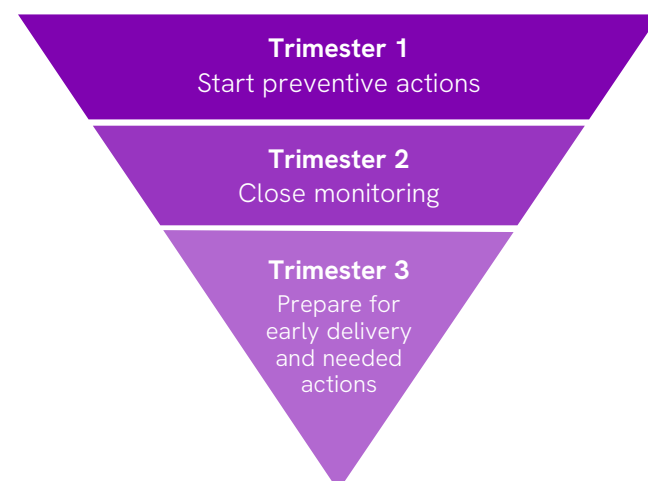 Trimester 1
Start preventive actions
Trimester 2
Close monitoring
Trimester 3
Prepare for
early delivery
and needed
actions